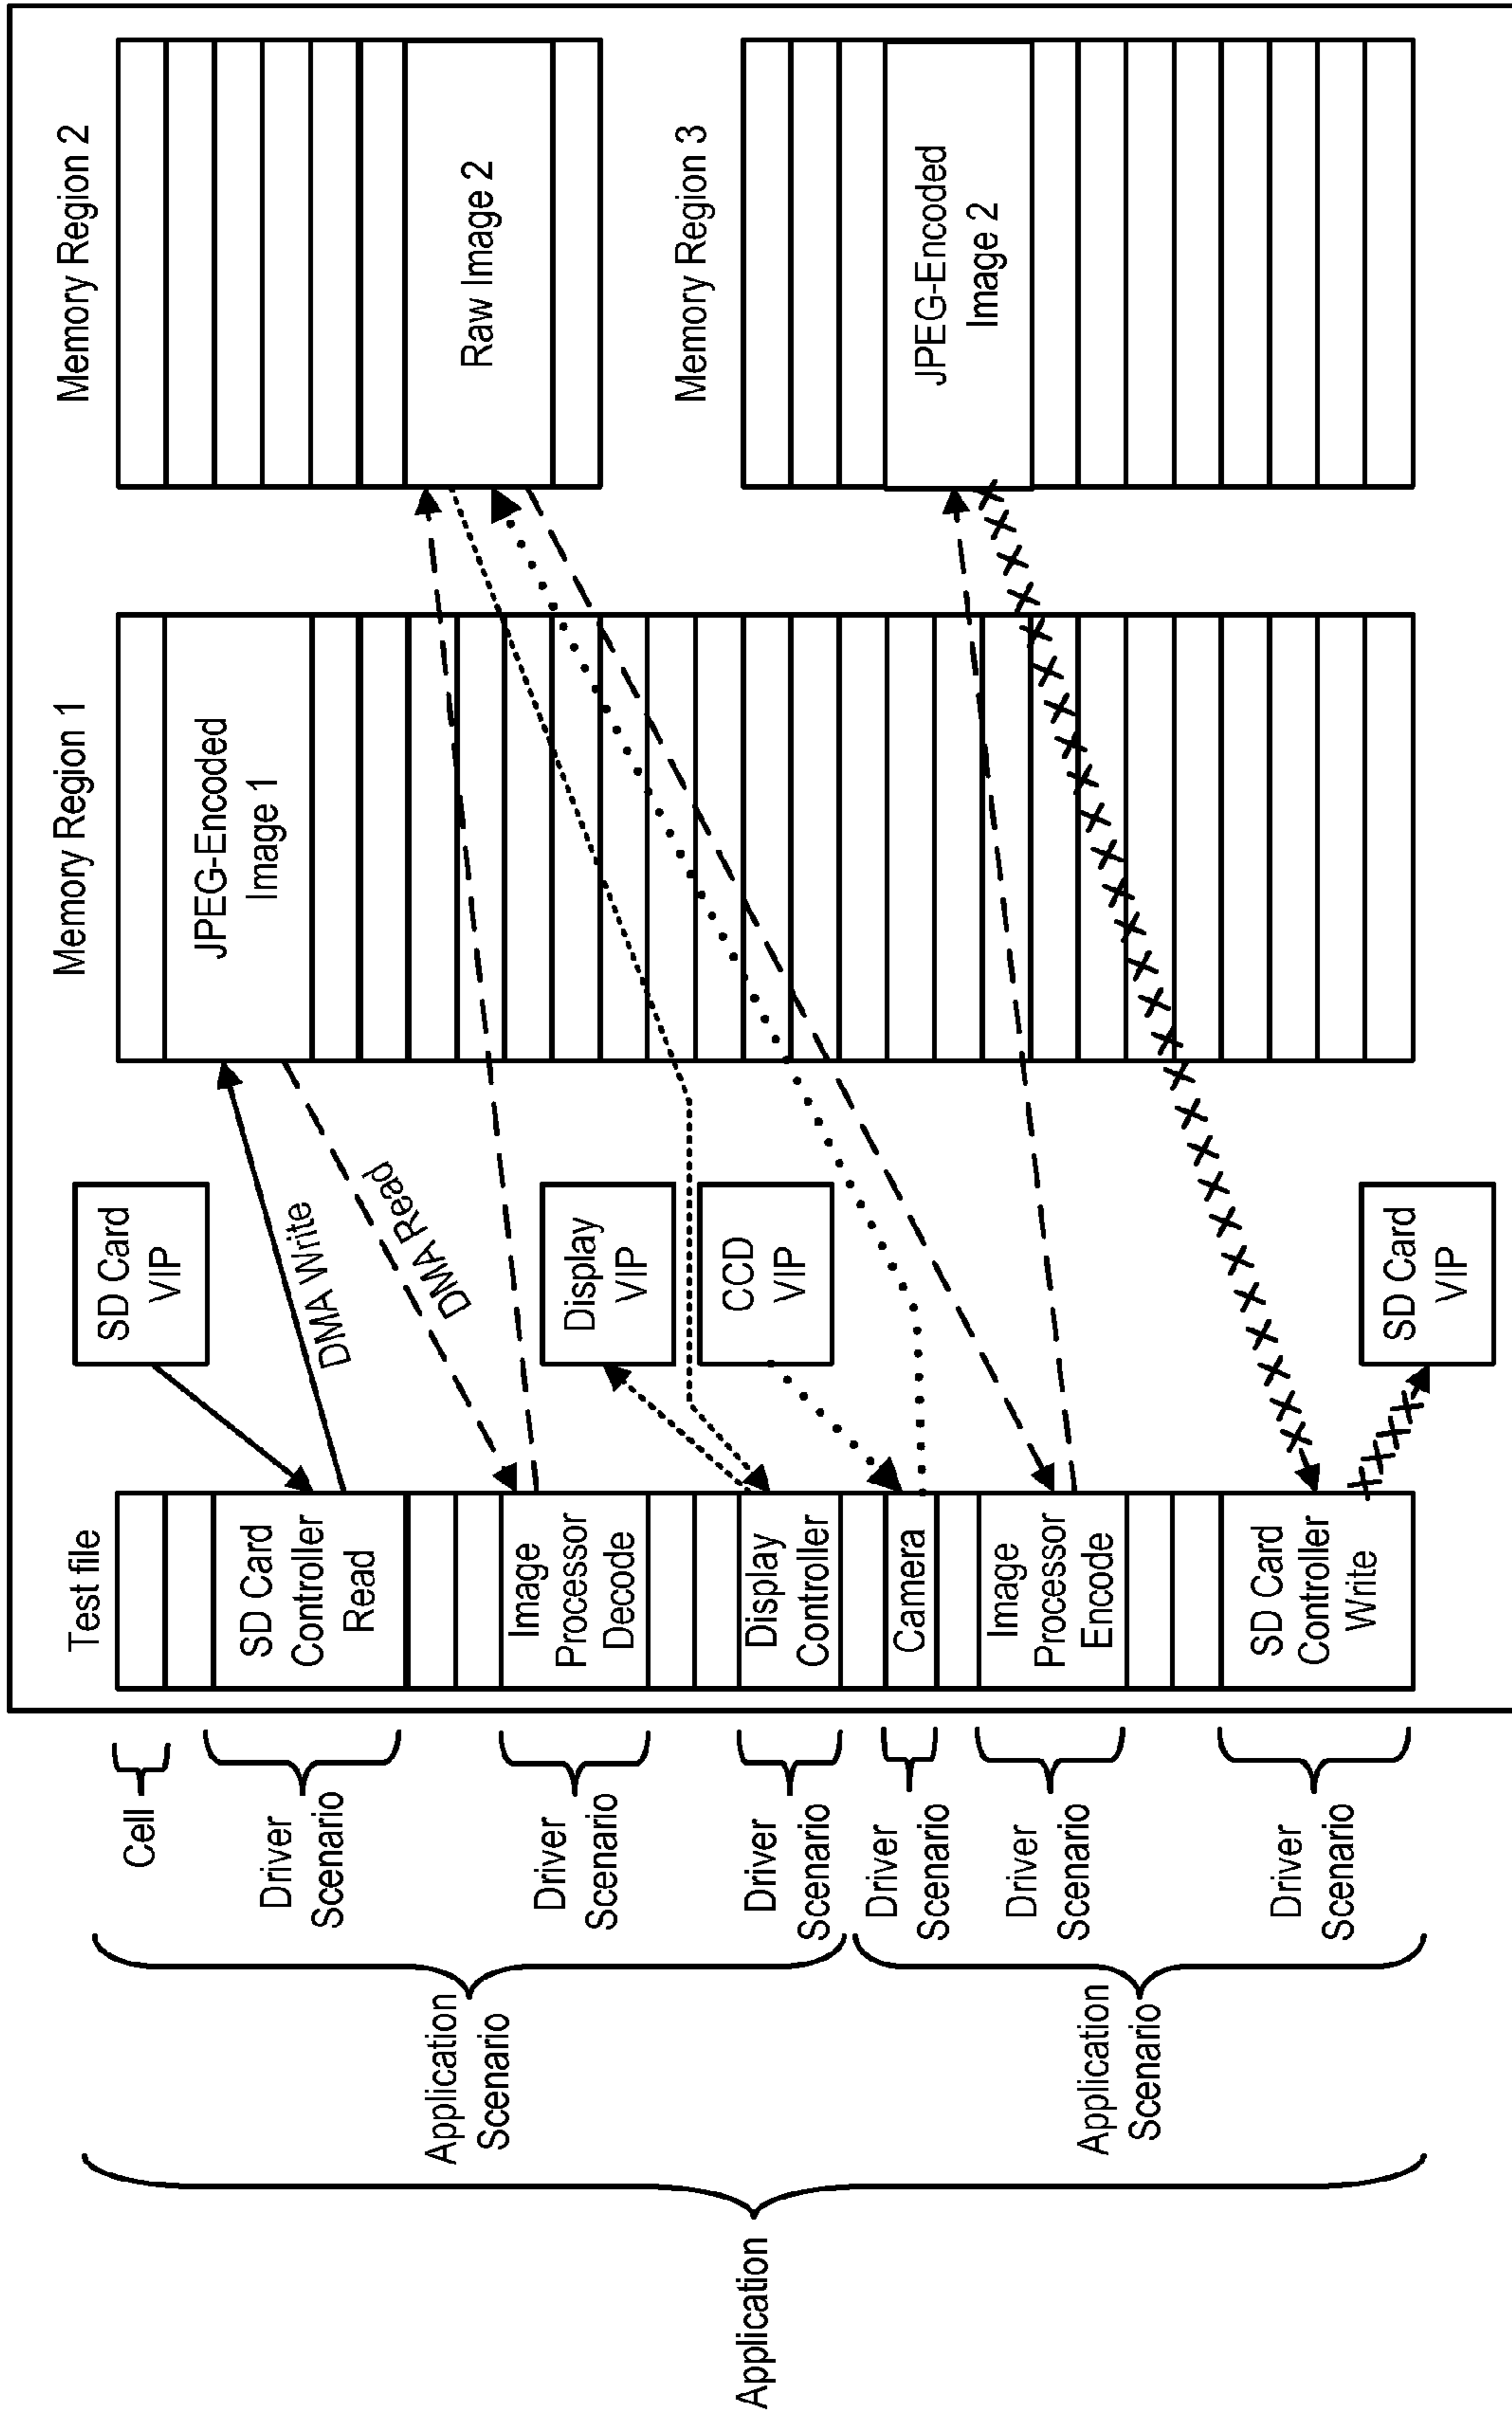 Application
Application
Scenario
Application
Scenario
Cell
Driver
Scenario
Driver
Scenario
Driver
Scenario
Driver
Scenario
Driver
Scenario
Driver
Scenario
Test file
SD Card
Controller
Read
Image
Processor
Decode
Display
Controller
Camera
Image
Processor
Encode
SD Card
Controller
Write
SD Card
VIP
DMA Write
DMA Read
Display
VIP
CCD
VIP
SD Card
VIP
Memory Region 1
JPEG-Encoded
Image 1
Memory Region 2
Raw Image 2
Memory Region 3
JPEG-Encoded
Image 2